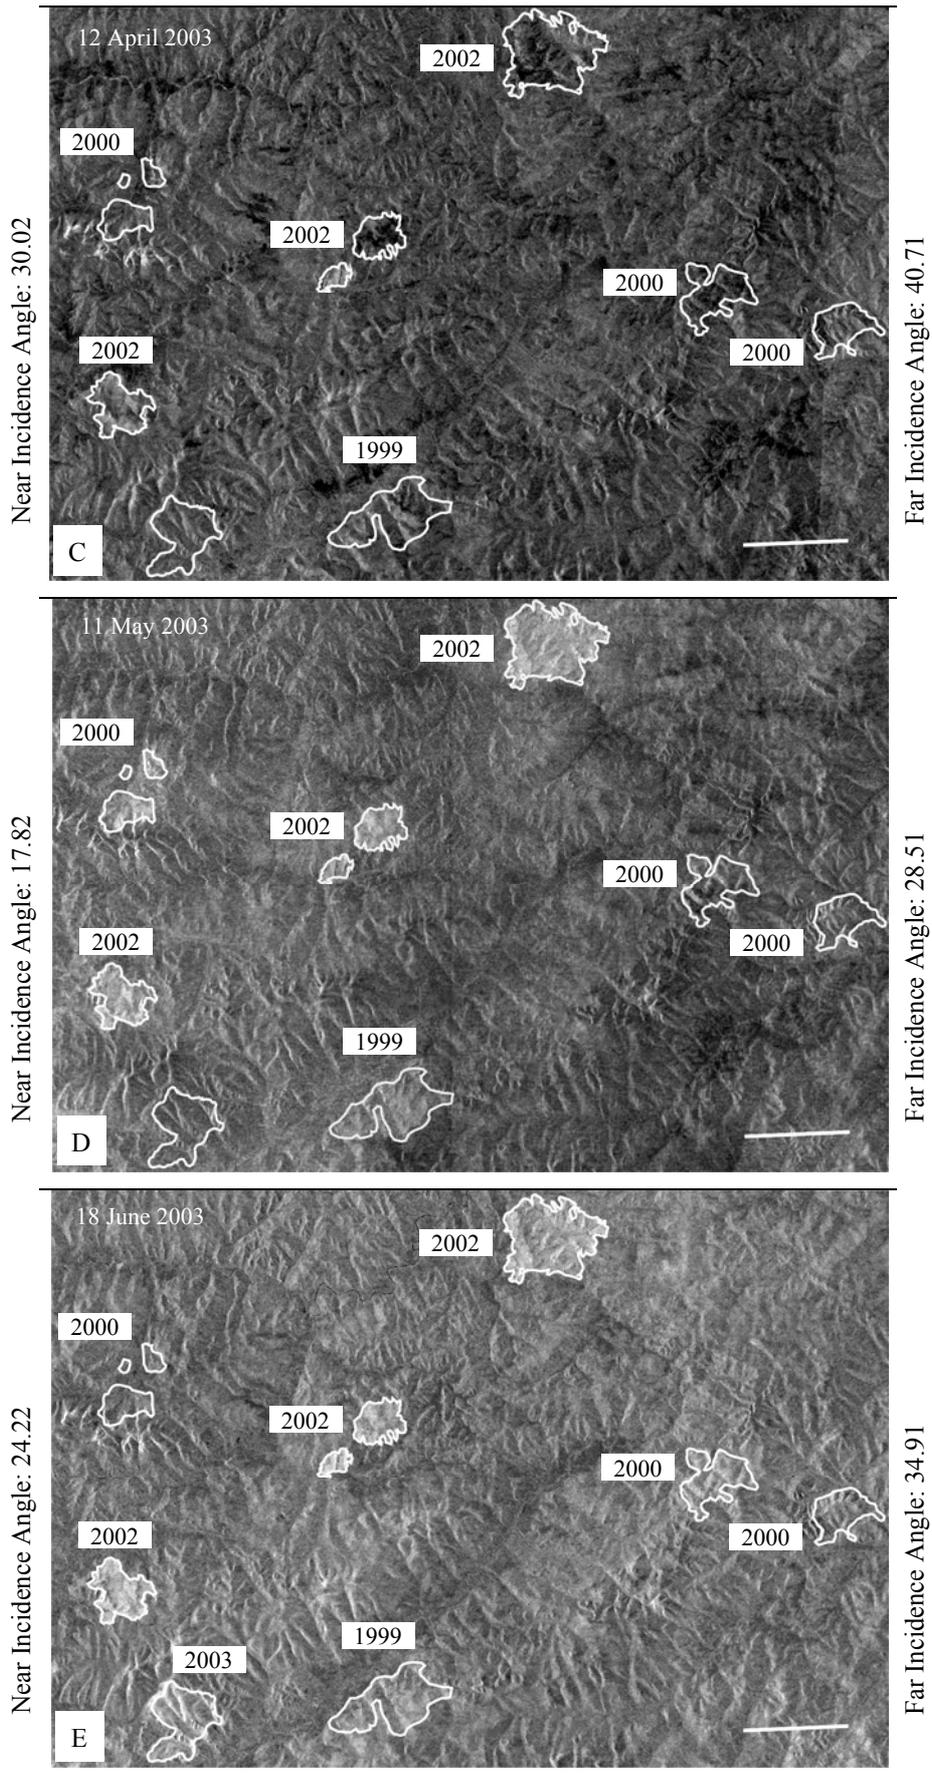 12 April 2003
2002
2000
2002
2000
2002
2000
1999
C
Near Incidence Angle: 30.02
Far Incidence Angle: 40.71
11 May 2003
2002
2000
2002
2000
2002
2000
1999
D
Near Incidence Angle: 17.82
Far Incidence Angle: 28.51
18 June 2003
2002
2000
2002
2000
2002
2000
1999
2003
E
Near Incidence Angle: 24.22
Far Incidence Angle: 34.91